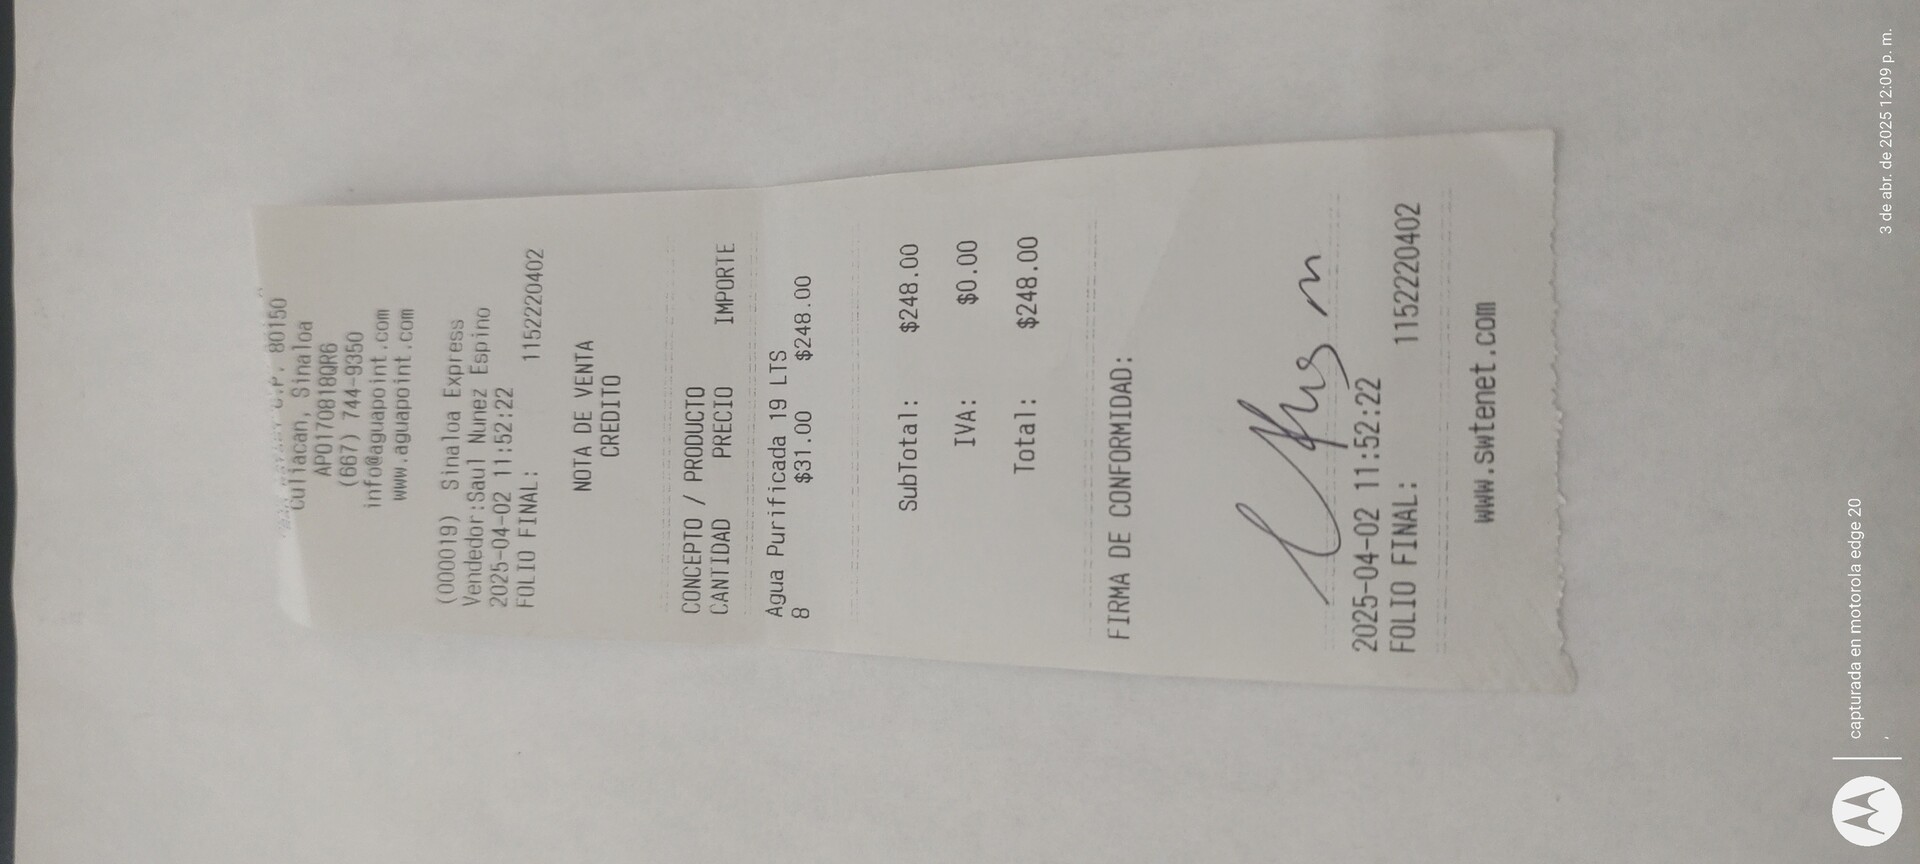 C.P. 80150
Culiacan, Sinaloa
APO170818QR6
(667) 744-9350
info@aguapoint.com
www.aguapoint.com
(000019) Sinaloa Express
Vendedor:Saul Nunez Espino
2025-04-02 11:52:22
FOLIO FINAL: 1152220402
NOTA DE VENTA
CREDITO
CONCEPTO / PRODUCTO
CANTIDAD PRECIO IMPORTE
Agua Purificada 19 LTS
8 $31.00 $248.00
SubTotal: $248.00
IVA: $0.00
Total: $248.00
FIRMA DE CONFORMIDAD:
2025-04-02 11:52:22
FOLIO FINAL: 1152220402
www.swtenet.com
capturada en motorola edge 20
,
3 de abr. de 2025 12:09 p. m.